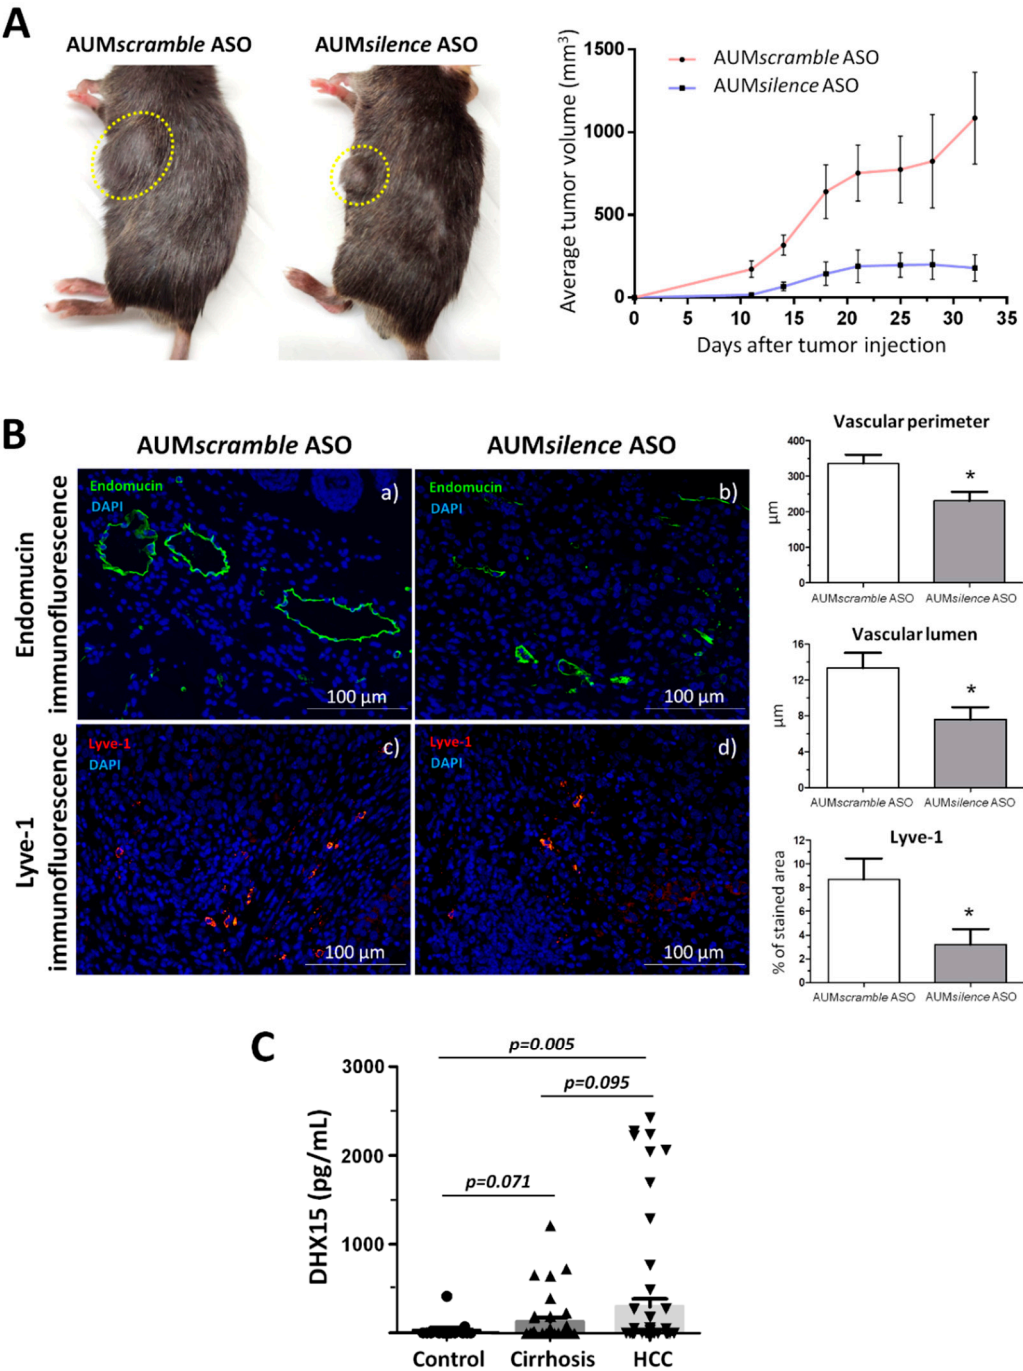 A
AUMscramble ASO
AUMsilence ASO
Average tumor volume (mm³)
1500
1000
500
0
AUMscramble ASO
AUMsilence ASO
0 5 10 15 20 25 30 35
Days after tumor injection
B
AUMscramble ASO
AUMsilence ASO
Endomucin
immunofluorescence
Endomucin
DAPI
a)
100 µm
Endomucin
DAPI
b)
100 µm
Lyve-1
immunofluorescence
Lyve-1
DAPI
c)
100 µm
Lyve-1
DAPI
d)
100 µm
Vascular perimeter
µm
400
300
200
100
0
*
AUMscramble ASO AUMsilence ASO
Vascular lumen
µm
16
12
8
4
0
*
AUMscramble ASO AUMsilence ASO
Lyve-1
% of stained area
12
10
8
6
4
2
0
*
AUMscramble ASO AUMsilence ASO
C
DHX15 (pg/mL)
3000
2000
1000
p=0.005
p=0.095
p=0.071
Control Cirrhosis HCC